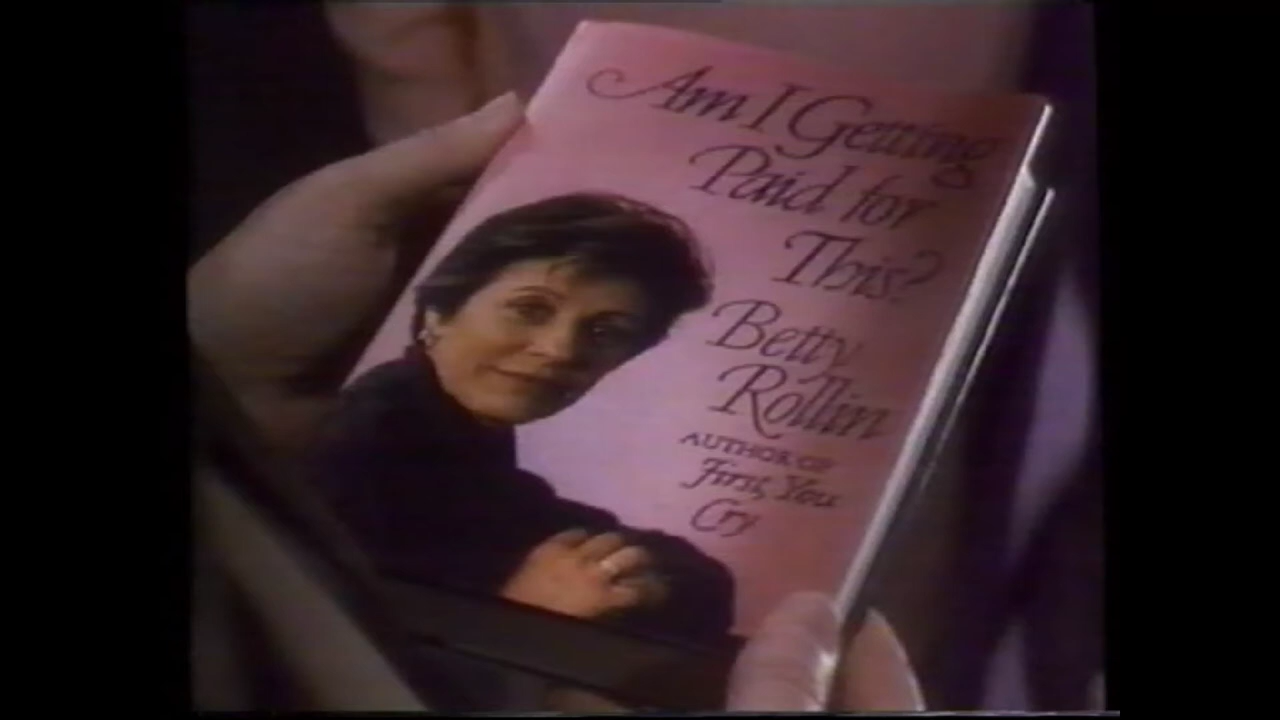 Am I Getting
Paid for
This?
Betty
Rollin
AUTHOR OF
First, You
Cry